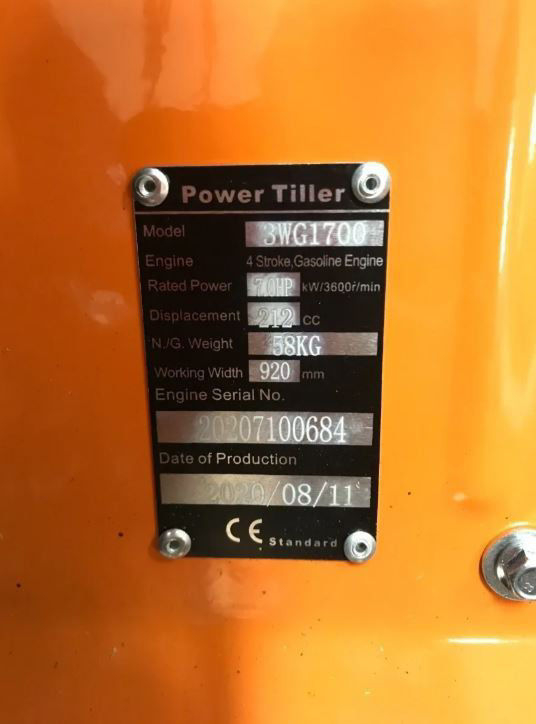 Power Tiller
Model 3WG1700
Engine 4 Stroke,Gasoline Engine
Rated Power 7.0HP kW/3600r/min
Displacement 212 cc
N./G. Weight 58KG
Working Width 920 mm
Engine Serial No.
20207100684
Date of Production
2020/08/11
CE Standard